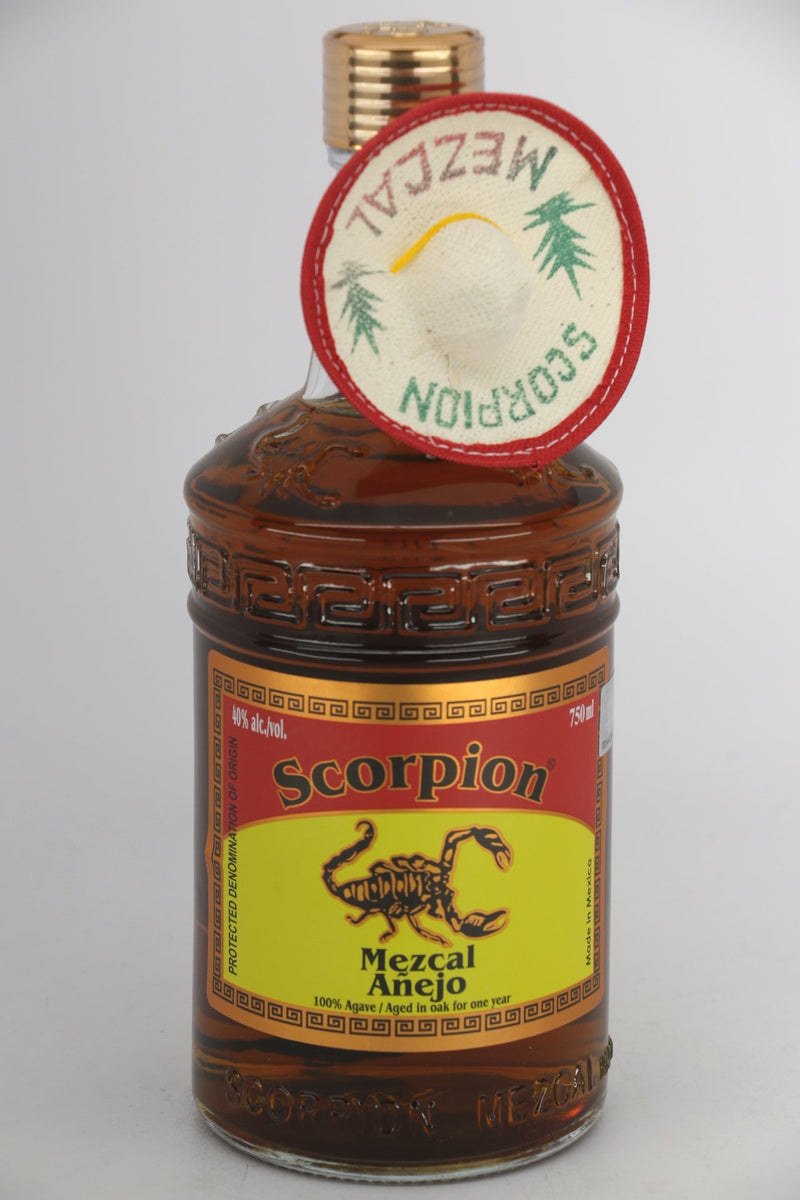 MEZCAL
SCORPION
40% alc./vol.
750 ml
Scorpion®
PROTECTED DENOMINATION OF ORIGIN
Made in Mexico
Mezcal
Añejo
100% Agave / Aged in oak for one year
SCORPION MEZCAL